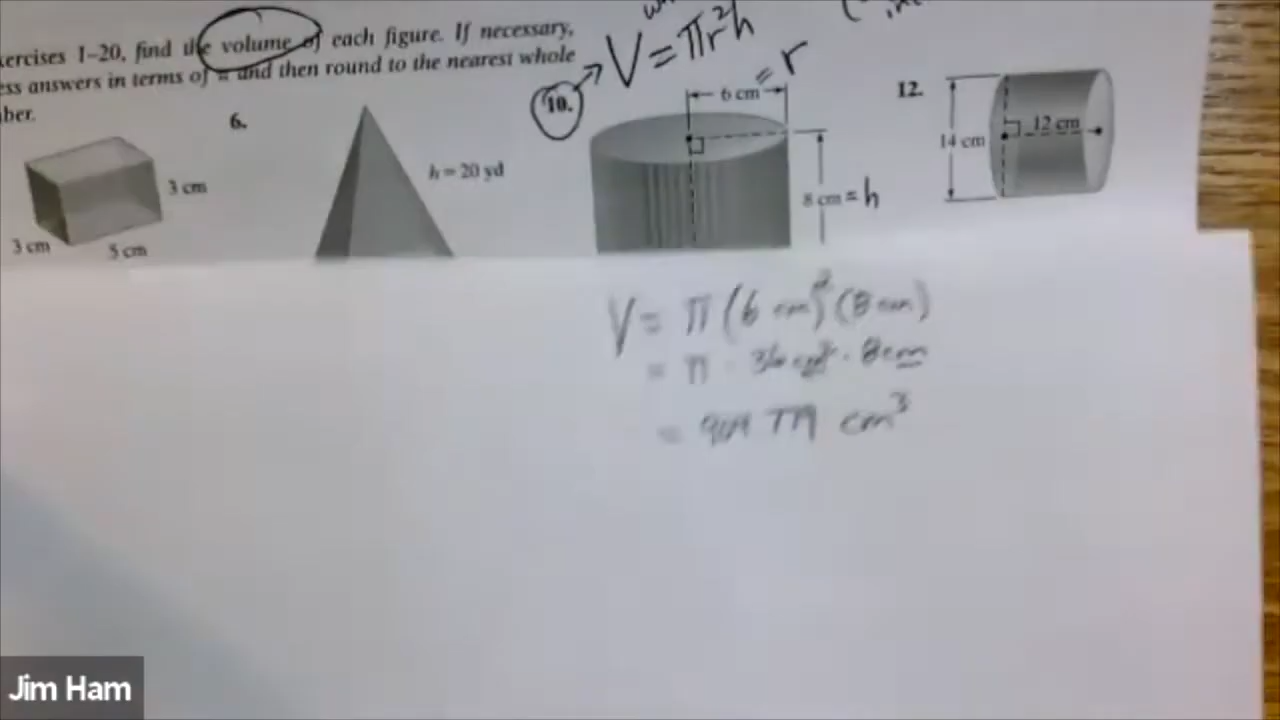 ercises 1–20, find the volume of each figure. If necessary,
ess answers in terms of π and then round to the nearest whole
ber.
V = πr²h
= r
6.
10.
12.
6 cm
h = 20 yd
3 cm
3 cm
5 cm
8 cm = h
14 cm
12 cm
V = π (6 cm)² (8 cm)
= π · 36 cm² · 8 cm
= cm³
Jim Ham